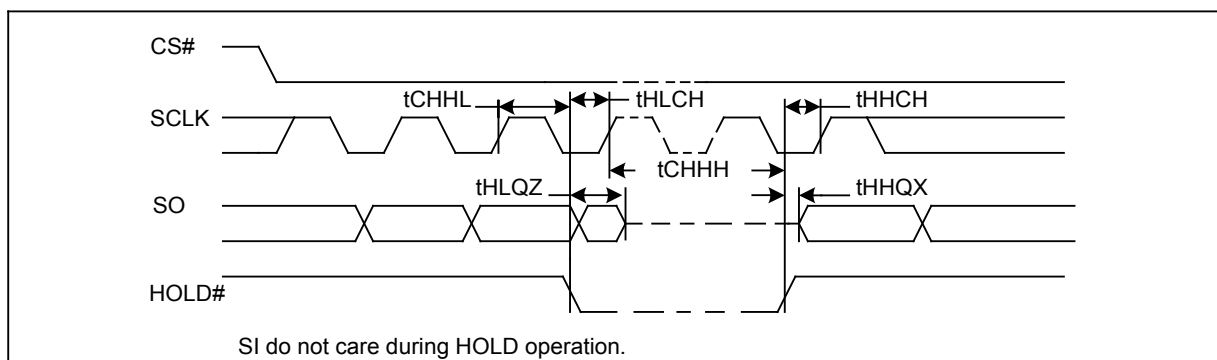 CS#
tCHHL
tHLCH
tHHCH
SCLK
tCHHH
tHLQZ
tHHQX
SO
HOLD#
SI do not care during HOLD operation.